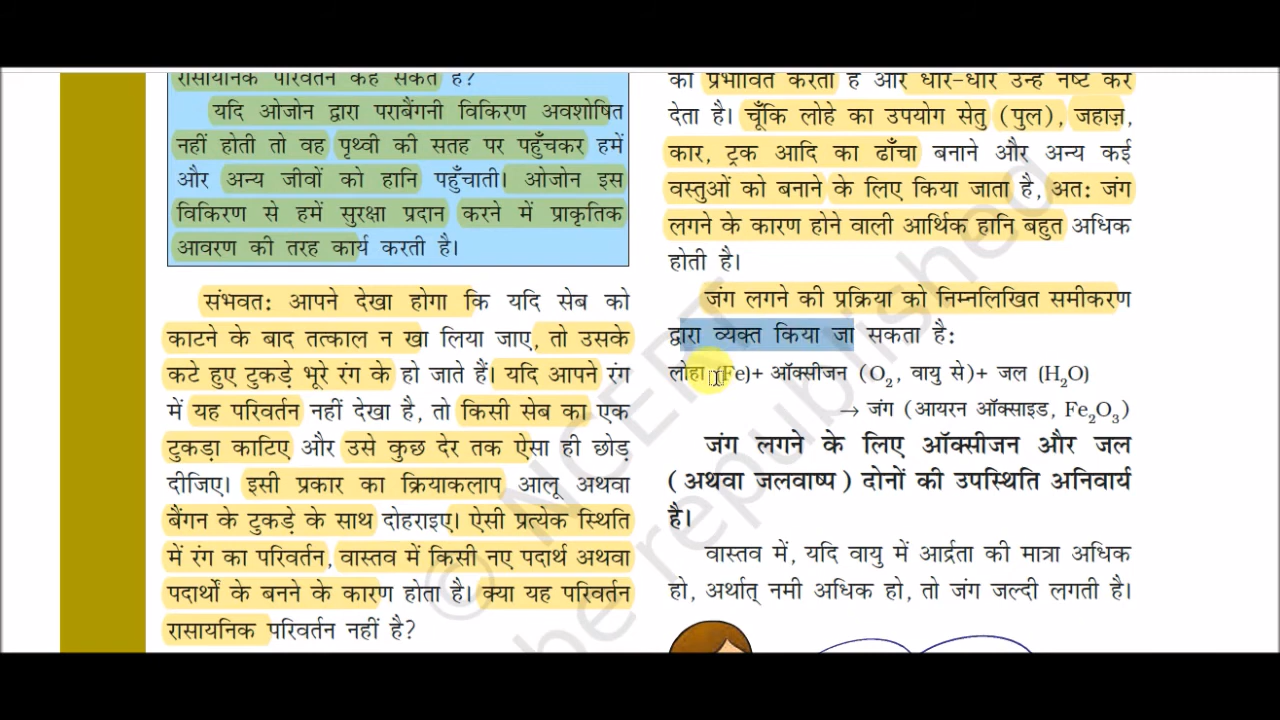 रासायनिक परिवर्तन कह सकते हैं?
यदि ओजोन द्वारा पराबैंगनी विकिरण अवशोषित
नहीं होती तो वह पृथ्वी की सतह पर पहुँचकर हमें
और अन्य जीवों को हानि पहुँचाती। ओजोन इस
विकिरण से हमें सुरक्षा प्रदान करने में प्राकृतिक
आवरण की तरह कार्य करती है।
संभवत: आपने देखा होगा कि यदि सेब को
काटने के बाद तत्काल न खा लिया जाए, तो उसके
कटे हुए टुकड़े भूरे रंग के हो जाते हैं। यदि आपने रंग
में यह परिवर्तन नहीं देखा है, तो किसी सेब का एक
टुकड़ा काटिए और उसे कुछ देर तक ऐसा ही छोड़
दीजिए। इसी प्रकार का क्रियाकलाप आलू अथवा
बैंगन के टुकड़े के साथ दोहराइए। ऐसी प्रत्येक स्थिति
में रंग का परिवर्तन, वास्तव में किसी नए पदार्थ अथवा
पदार्थों के बनने के कारण होता है। क्या यह परिवर्तन
रासायनिक परिवर्तन नहीं है?
को प्रभावित करता है और धीरे-धीरे उन्हें नष्ट कर
देता है। चूँकि लोहे का उपयोग सेतु (पुल), जहाज़,
कार, ट्रक आदि का ढाँचा बनाने और अन्य कई
वस्तुओं को बनाने के लिए किया जाता है, अत: जंग
लगने के कारण होने वाली आर्थिक हानि बहुत अधिक
होती है।
जंग लगने की प्रक्रिया को निम्नलिखित समीकरण
द्वारा व्यक्त किया जा सकता है:
लोहा (Fe)+ ऑक्सीजन (O₂, वायु से)+ जल (H₂O)
→ जंग (आयरन ऑक्साइड, Fe₂O₃)
जंग लगने के लिए ऑक्सीजन और जल
(अथवा जलवाष्प) दोनों की उपस्थिति अनिवार्य
है।
वास्तव में, यदि वायु में आर्द्रता की मात्रा अधिक
हो, अर्थात् नमी अधिक हो, तो जंग जल्दी लगती है।
© NCERT
be republished